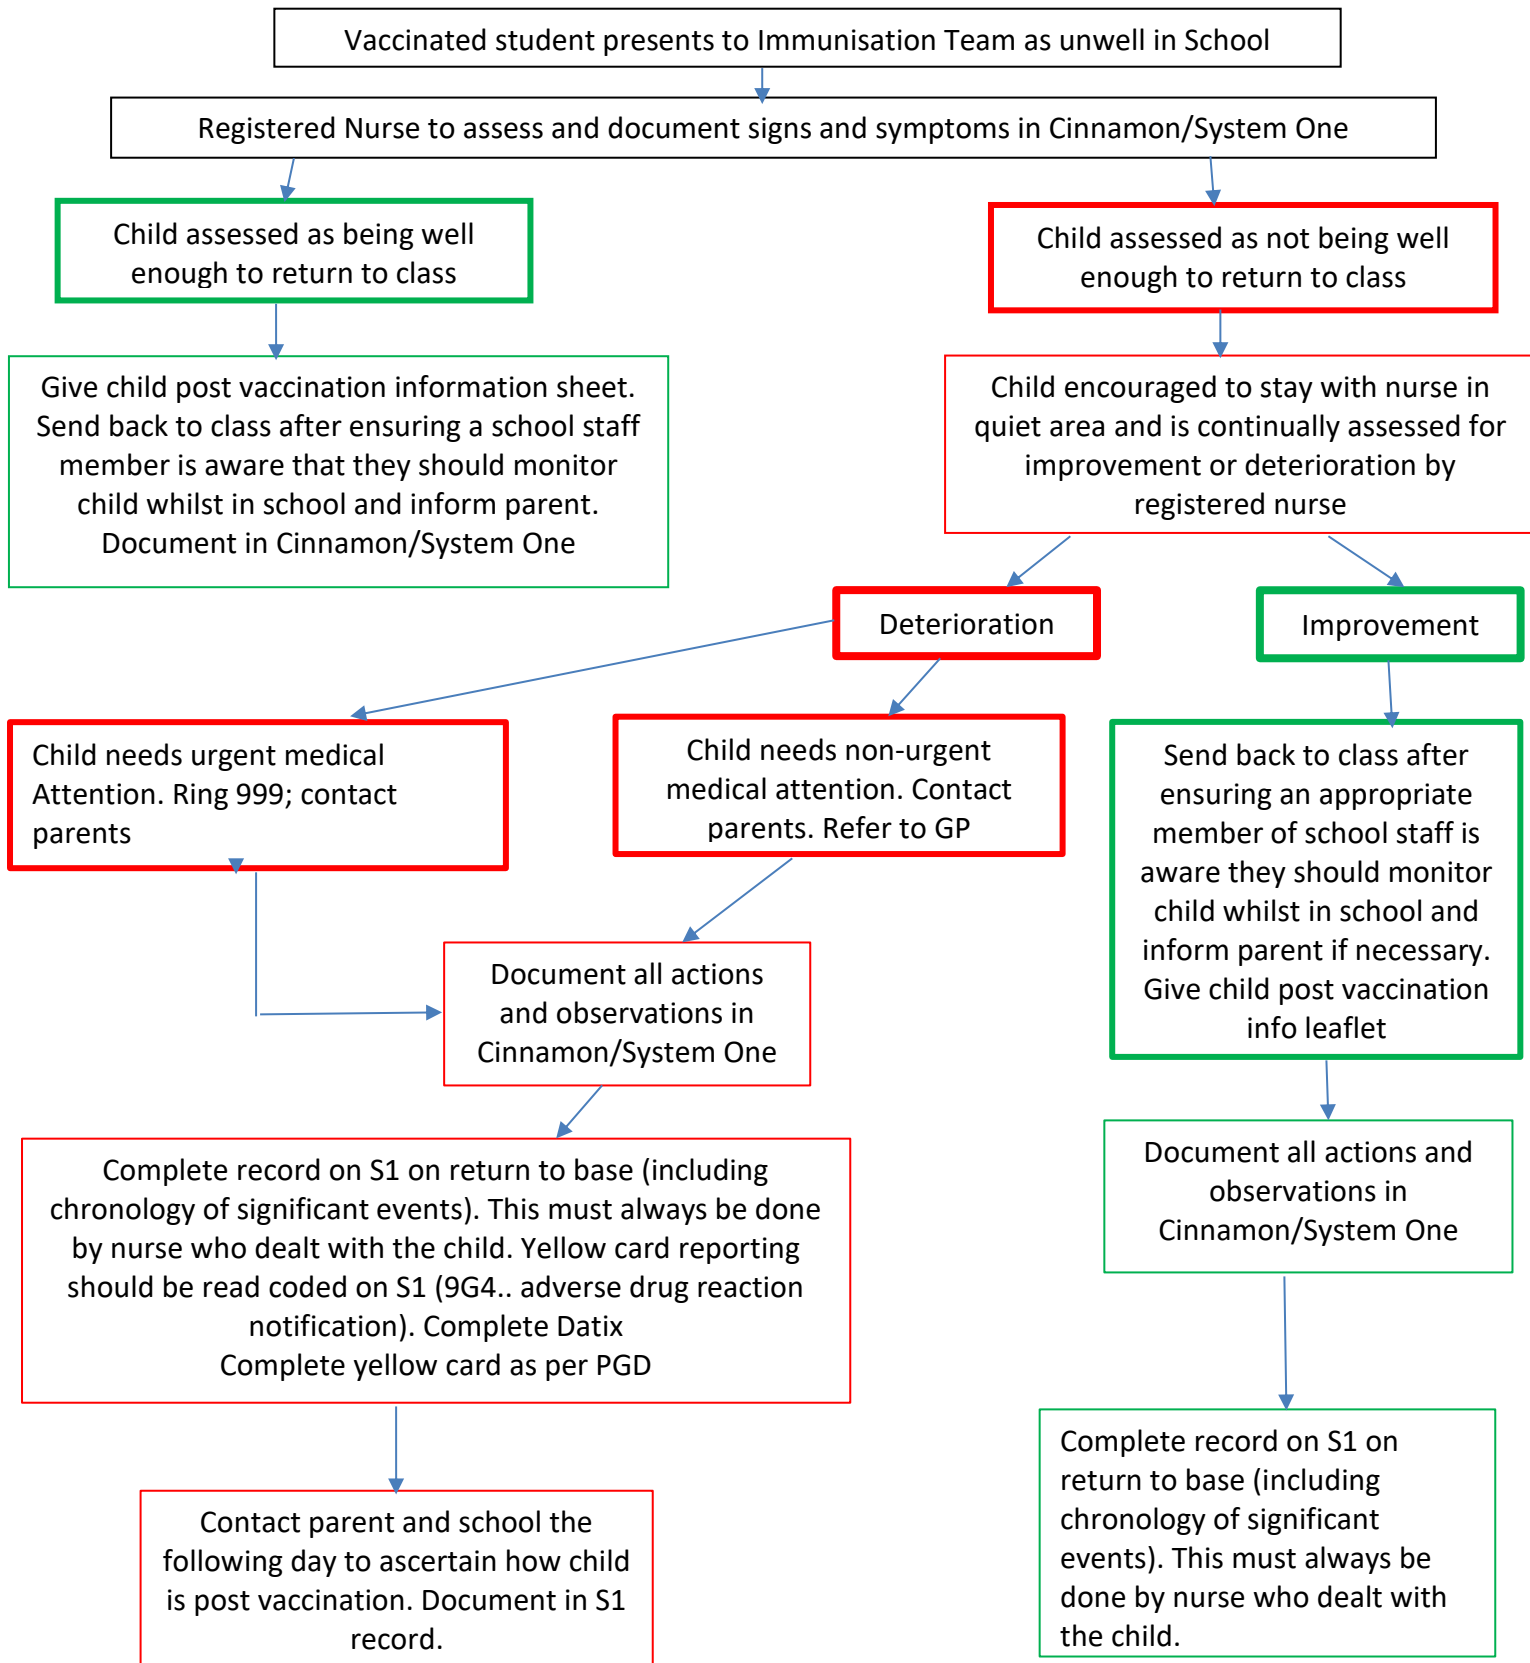 Vaccinated student presents to Immunisation Team as unwell in School
Registered Nurse to assess and document signs and symptoms in Cinnamon/System One
Child assessed as being well
enough to return to class
Child assessed as not being well
enough to return to class
Give child post vaccination information sheet.
Send back to class after ensuring a school staff
member is aware that they should monitor
child whilst in school and inform parent.
Document in Cinnamon/System One
Child encouraged to stay with nurse in
quiet area and is continually assessed for
improvement or deterioration by
registered nurse
Deterioration
Improvement
Child needs urgent medical
Attention. Ring 999; contact
parents
Child needs non-urgent
medical attention. Contact
parents. Refer to GP
Send back to class after
ensuring an appropriate
member of school staff is
aware they should monitor
child whilst in school and
inform parent if necessary.
Give child post vaccination
info leaflet
Document all actions
and observations in
Cinnamon/System One
Document all actions and
observations in
Cinnamon/System One
Complete record on S1 on return to base (including
chronology of significant events). This must always be done
by nurse who dealt with the child. Yellow card reporting
should be read coded on S1 (9G4.. adverse drug reaction
notification). Complete Datix
Complete yellow card as per PGD
Complete record on S1 on
return to base (including
chronology of significant
events). This must always be
done by nurse who dealt with
the child.
Contact parent and school the
following day to ascertain how child
is post vaccination. Document in S1
record.